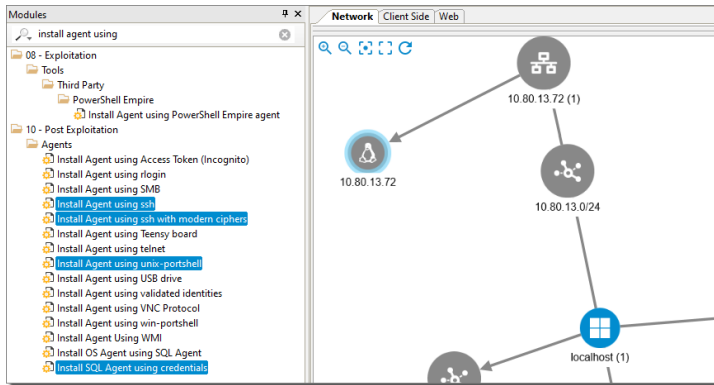 Modules
install agent using
08 - Exploitation
Tools
Third Party
PowerShell Empire
Install Agent using PowerShell Empire agent
10 - Post Exploitation
Agents
Install Agent using Access Token (Incognito)
Install Agent using rlogin
Install Agent using SMB
Install Agent using ssh
Install Agent using ssh with modern ciphers
Install Agent using Teensy board
Install Agent using telnet
Install Agent using unix-portshell
Install Agent using USB drive
Install Agent using validated identities
Install Agent using VNC Protocol
Install Agent using win-portshell
Install Agent Using WMI
Install OS Agent using SQL Agent
Install SQL Agent using credentials
Network Client Side Web
10.80.13.72 (1)
10.80.13.72
10.80.13.0/24
localhost (1)